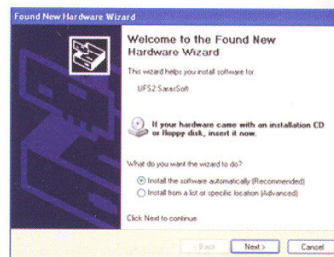 Found New Hardware Wizard
Welcome to the Found New
Hardware Wizard
This wizard helps you install software for:
UFS2 SarasSoft
If your hardware came with an installation CD
or floppy disk, insert it now.
What do you want the wizard to do?
Install the software automatically (Recommended)
Install from a list or specific location (Advanced)
Click Next to continue.
< Back Next > Cancel